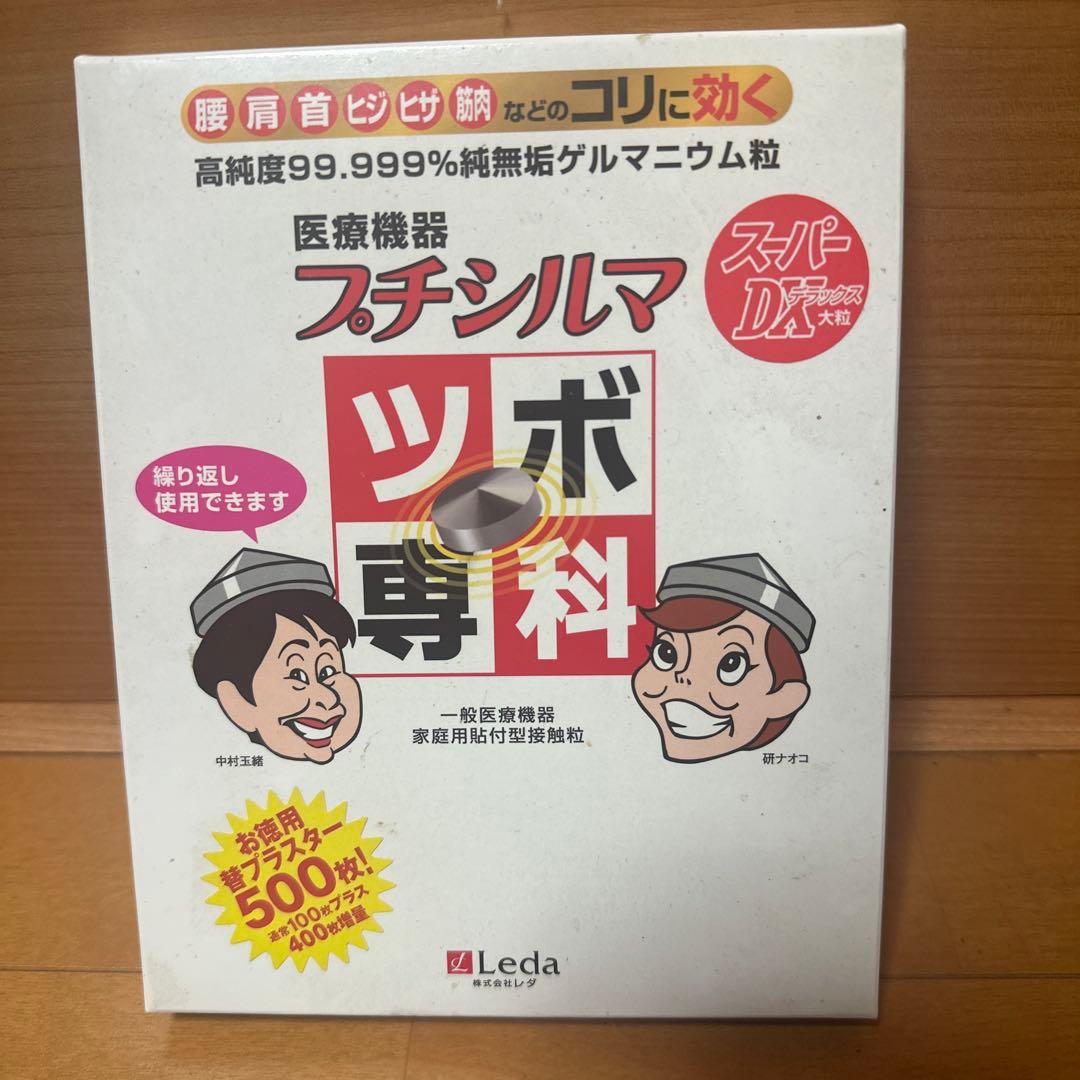 腰 肩 首 ヒジ ヒザ 筋肉 などのコリに効く
高純度99.999%純無垢ゲルマニウム粒
医療機器
プチシルマ
スーパー
DXデラックス
大粒
ツボ
専科
繰り返し
使用できます
中村玉緒
研ナオコ
一般医療機器
家庭用貼付型接触粒
お徳用
替プラスター
500枚!
通常100枚プラス
400枚増量
Leda
株式会社レダ